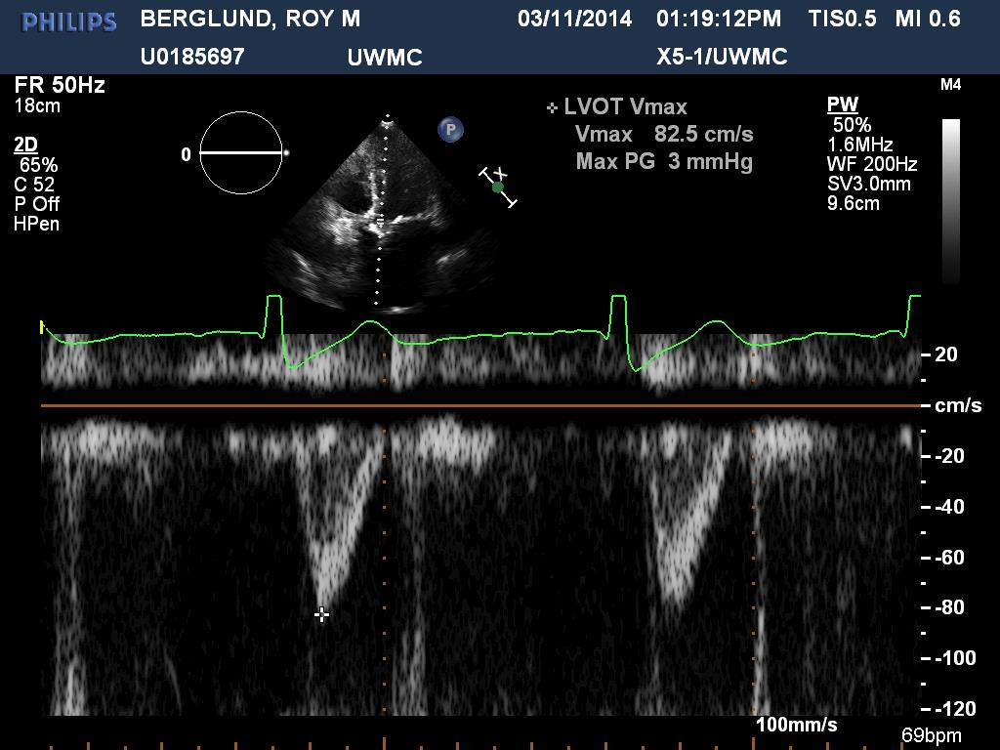 PHILIPS BERGLUND, ROY M 03/11/2014 01:19:12PM TIS0.5 MI 0.6
U0185697 UWMC X5-1/UWMC
FR 50Hz
18cm
2D
65%
C 52
P Off
HPen
0
P
X
LVOT Vmax
Vmax 82.5 cm/s
Max PG 3 mmHg
PW
50%
1.6MHz
WF 200Hz
SV3.0mm
9.6cm
M4
20
cm/s
-20
-40
-60
-80
-100
-120
100mm/s
69bpm